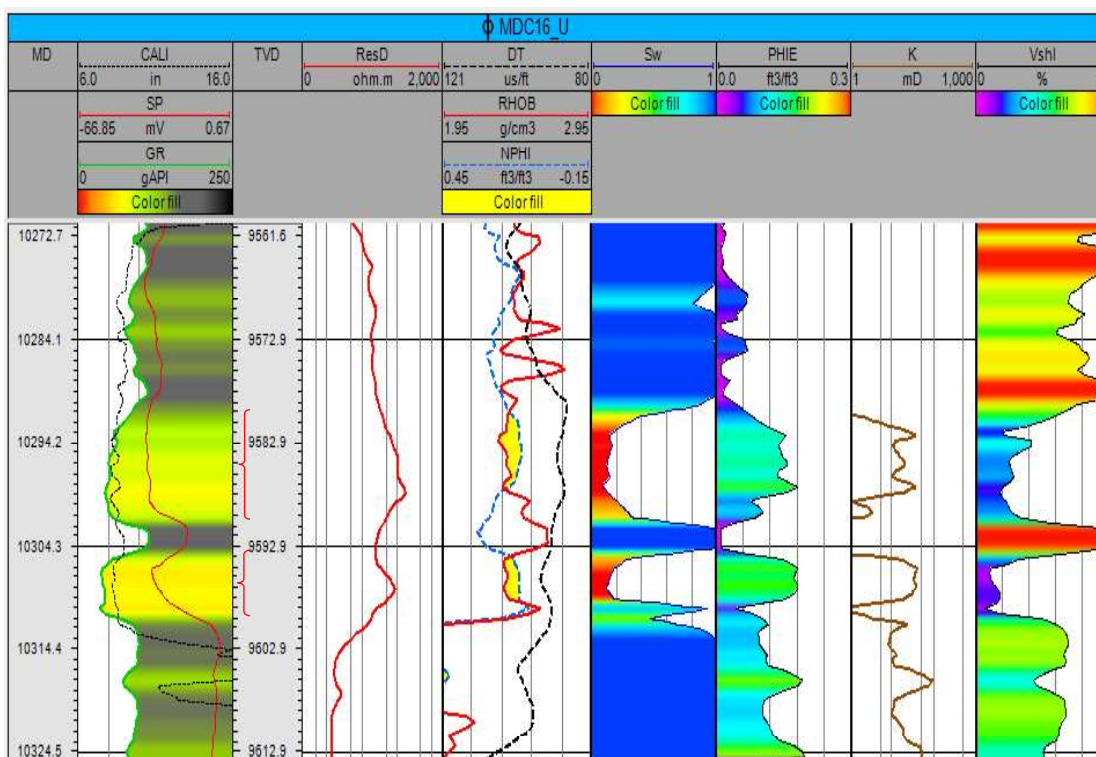 MDC16_U
MD CALI TVD ResD DT Sw PHIE K Vshl
6.0 in 16.0 0 ohm.m 2,000 121 us/ft 80 0 1 0.0 ft3/ft3 0.3 1 mD 1,000 0 %
SP RHOB Color fill Color fill Color fill
-66.85 mV 0.67 1.95 g/cm3 2.95
GR NPHI
0 gAPI 250 0.45 ft3/ft3 -0.15
Color fill Color fill
10272.7 9561.6
10284.1 9572.9
10294.2 9582.9
10304.3 9592.9
10314.4 9602.9
10324.5 9612.9